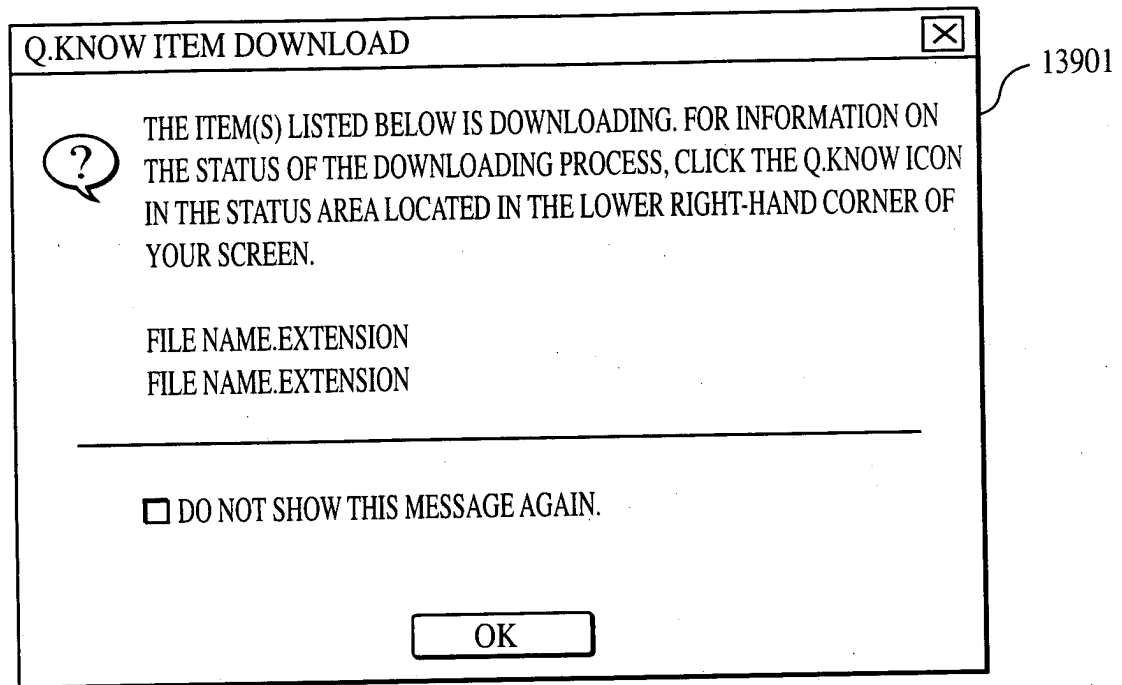 Q.KNOW ITEM DOWNLOAD
13901
THE ITEM(S) LISTED BELOW IS DOWNLOADING. FOR INFORMATION ON
THE STATUS OF THE DOWNLOADING PROCESS, CLICK THE Q.KNOW ICON
IN THE STATUS AREA LOCATED IN THE LOWER RIGHT-HAND CORNER OF
YOUR SCREEN.
?
FILE NAME.EXTENSION
FILE NAME.EXTENSION
DO NOT SHOW THIS MESSAGE AGAIN.
OK